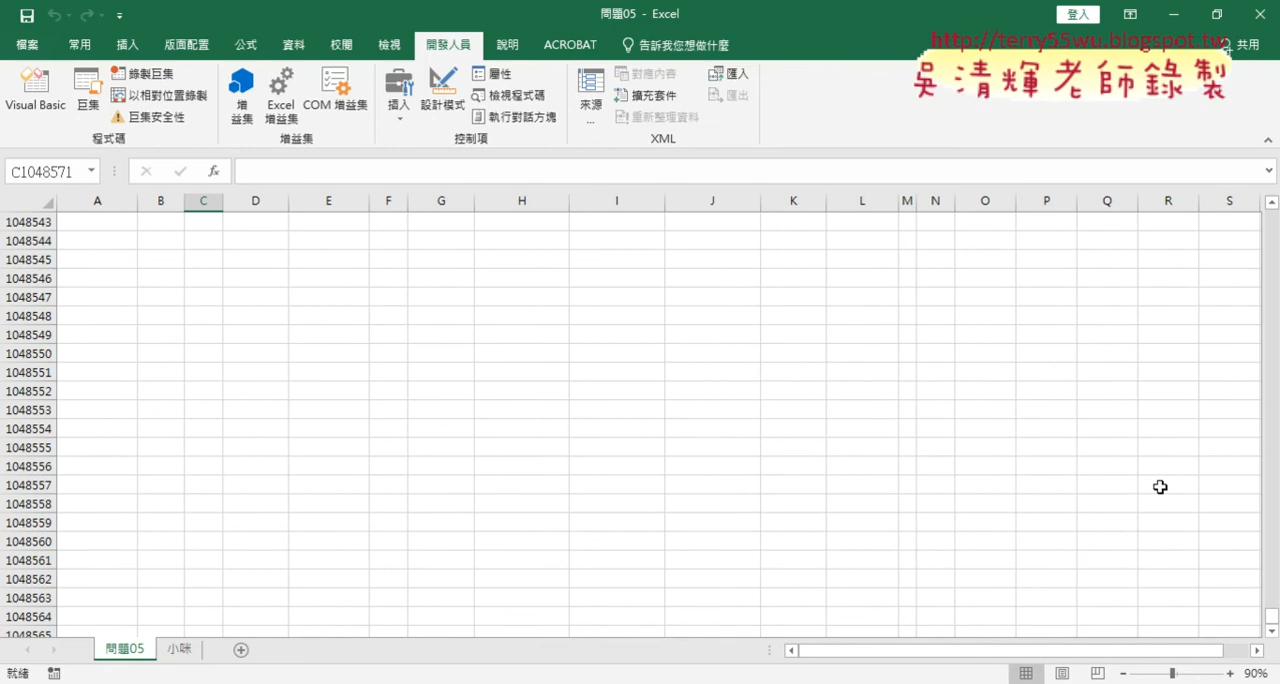 問題05 - Excel
登入
http://terry55wu.blogspot.tw
檔案 常用 插入 版面配置 公式 資料 校閱 檢視 開發人員 說明 ACROBAT 告訴我您想做什麼 共用
吳清輝老師錄製
Visual Basic 巨集 錄製巨集 以相對位置錄製 巨集安全性
增益集 Excel 增益集 COM 增益集
插入 設計模式 屬性 檢視程式碼 執行對話方塊
來源... 對應內容 擴充套件 重新整理資料 匯入 匯出
程式碼 增益集 控制項 XML
C1048571 fx
A B C D E F G H I J K L M N O P Q R S
1048543
1048544
1048545
1048546
1048547
1048548
1048549
1048550
1048551
1048552
1048553
1048554
1048555
1048556
1048557
1048558
1048559
1048560
1048561
1048562
1048563
1048564
1048565
問題05 小咪
就緒 90%